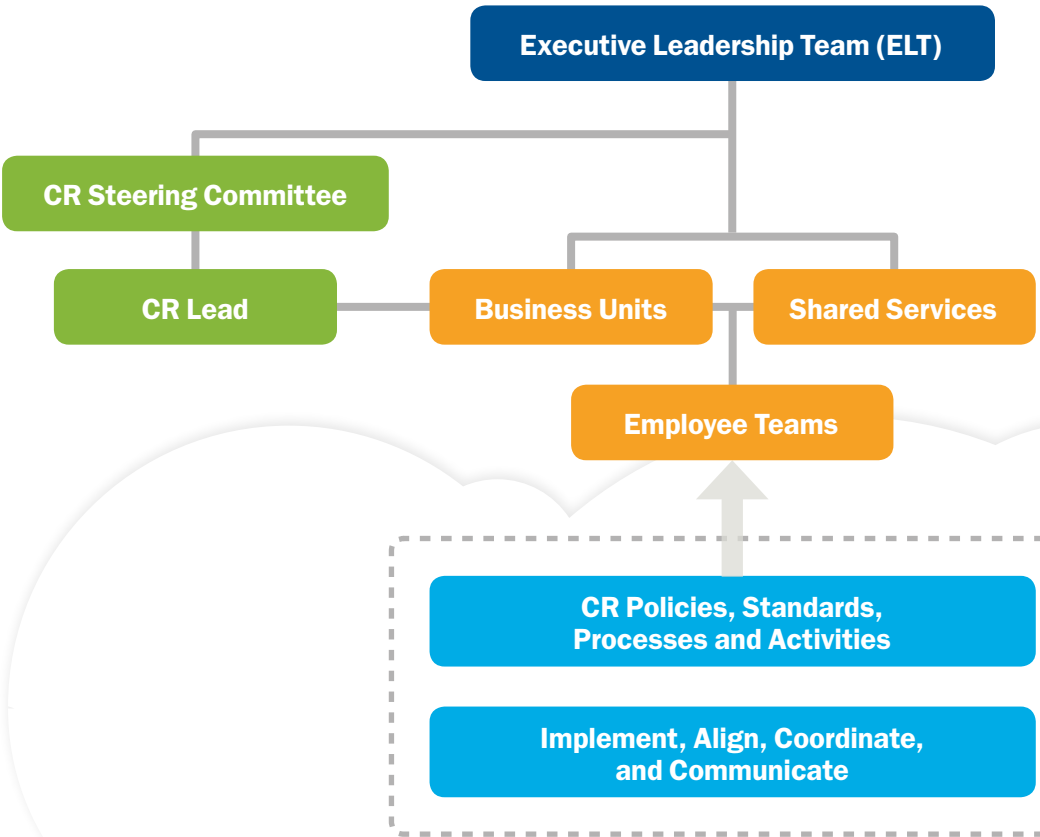 Executive Leadership Team (ELT)
CR Steering Committee
CR Lead
Business Units
Shared Services
Employee Teams
CR Policies, Standards,
Processes and Activities
Implement, Align, Coordinate,
and Communicate